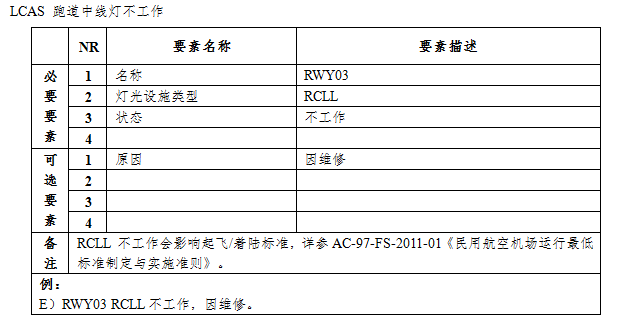 LCAS 跑道中线灯不工作
NR 要素名称 要素描述
必要要素
1 名称 RWY03
2 灯光设施类型 RCLL
3 状态 不工作
4
可选要素
1 原因 因维修
2
3
4
备注
RCLL 不工作会影响起飞/着陆标准，详参 AC-97-FS-2011-01《民用航空机场运行最低
标准制定与实施准则》。
例：
E）RWY03 RCLL 不工作，因维修。